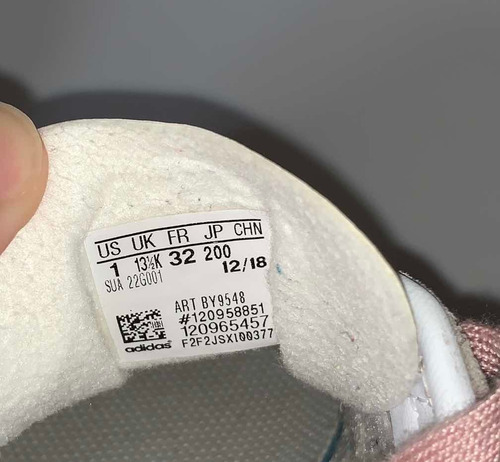 US UK FR JP CHN
1 13½K 32 200
12/18
SUA 22G001
ART BY9548
#120958851
120965457
F2F2JSXI00377
adidas